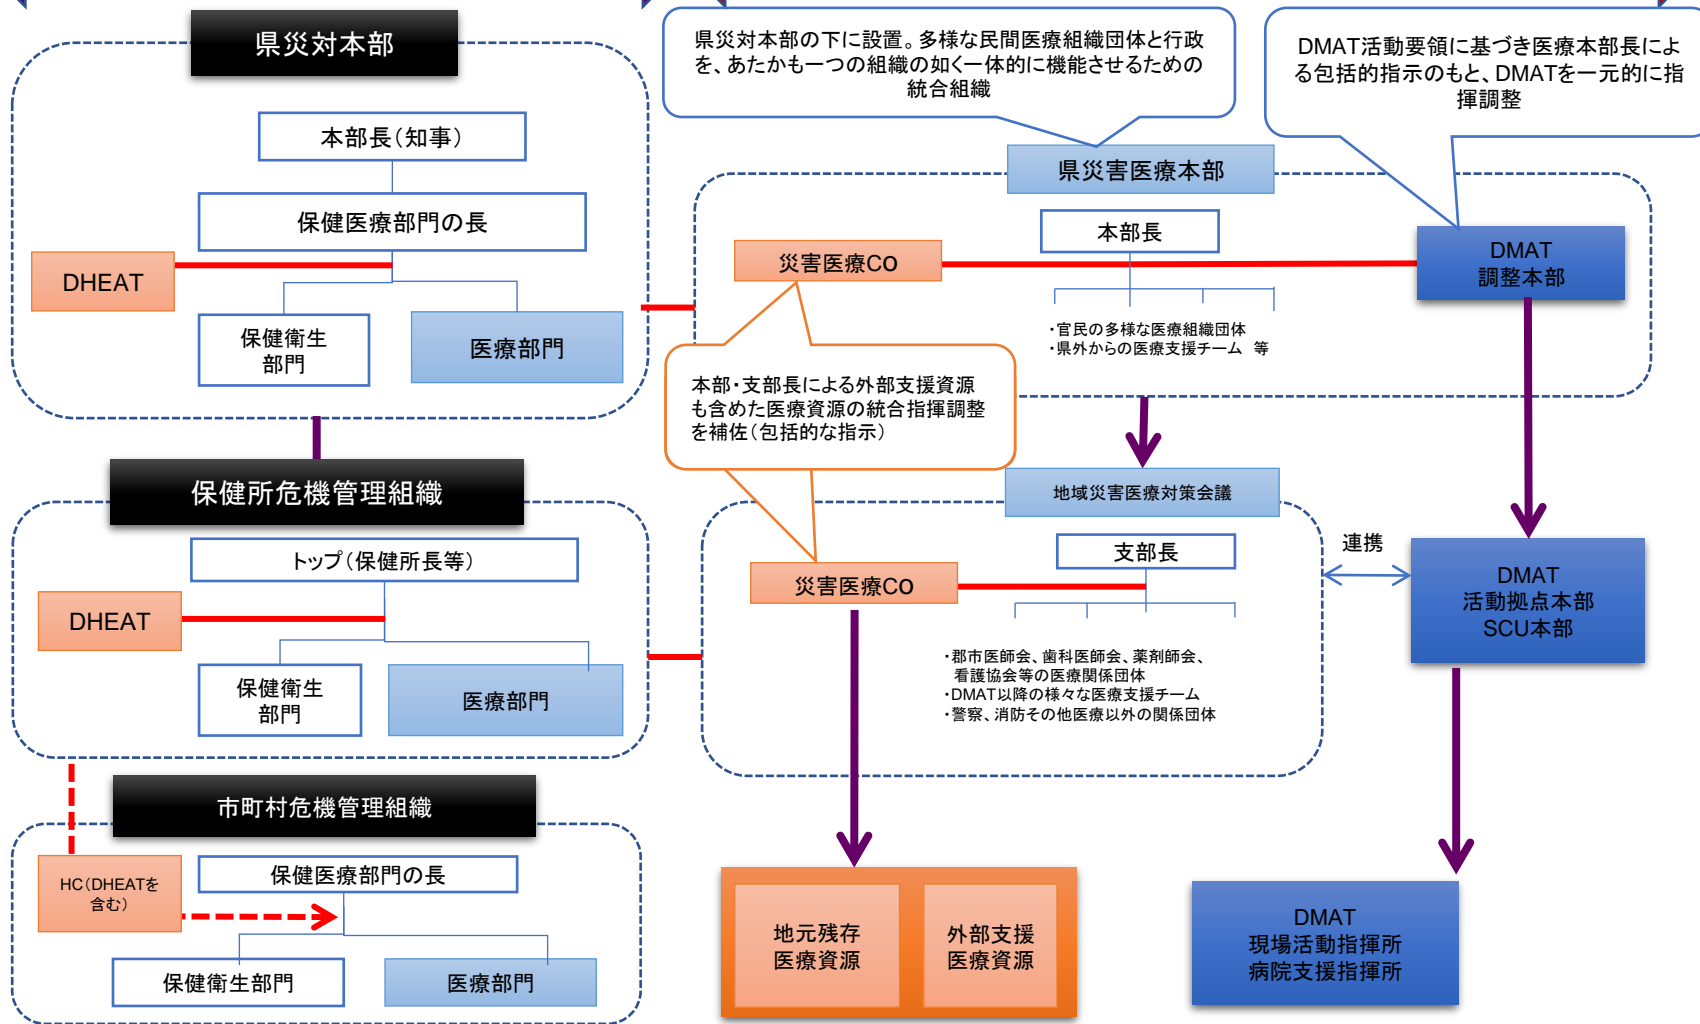 県災対本部
本部長（知事）
保健医療部門の長
DHEAT
保健衛生
部門
医療部門
県災対本部の下に設置。多様な民間医療組織団体と行政
を、あたかも一つの組織の如く一体的に機能させるための
統合組織
DMAT活動要領に基づき医療本部長によ
る包括的指示のもと、DMATを一元的に指
揮調整
県災害医療本部
本部長
災害医療CO
DMAT
調整本部
・官民の多様な医療組織団体
・県外からの医療支援チーム　等
本部・支部長による外部支援資源
も含めた医療資源の統合指揮調整
を補佐（包括的な指示）
保健所危機管理組織
トップ（保健所長等）
DHEAT
保健衛生
部門
医療部門
地域災害医療対策会議
支部長
災害医療CO
・郡市医師会、歯科医師会、薬剤師会、
看護協会等の医療関係団体
・DMAT以降の様々な医療支援チーム
・警察、消防その他医療以外の関係団体
連携
DMAT
活動拠点本部
SCU本部
市町村危機管理組織
HC（DHEATを
含む）
保健医療部門の長
保健衛生部門
医療部門
地元残存
医療資源
外部支援
医療資源
DMAT
現場活動指揮所
病院支援指揮所